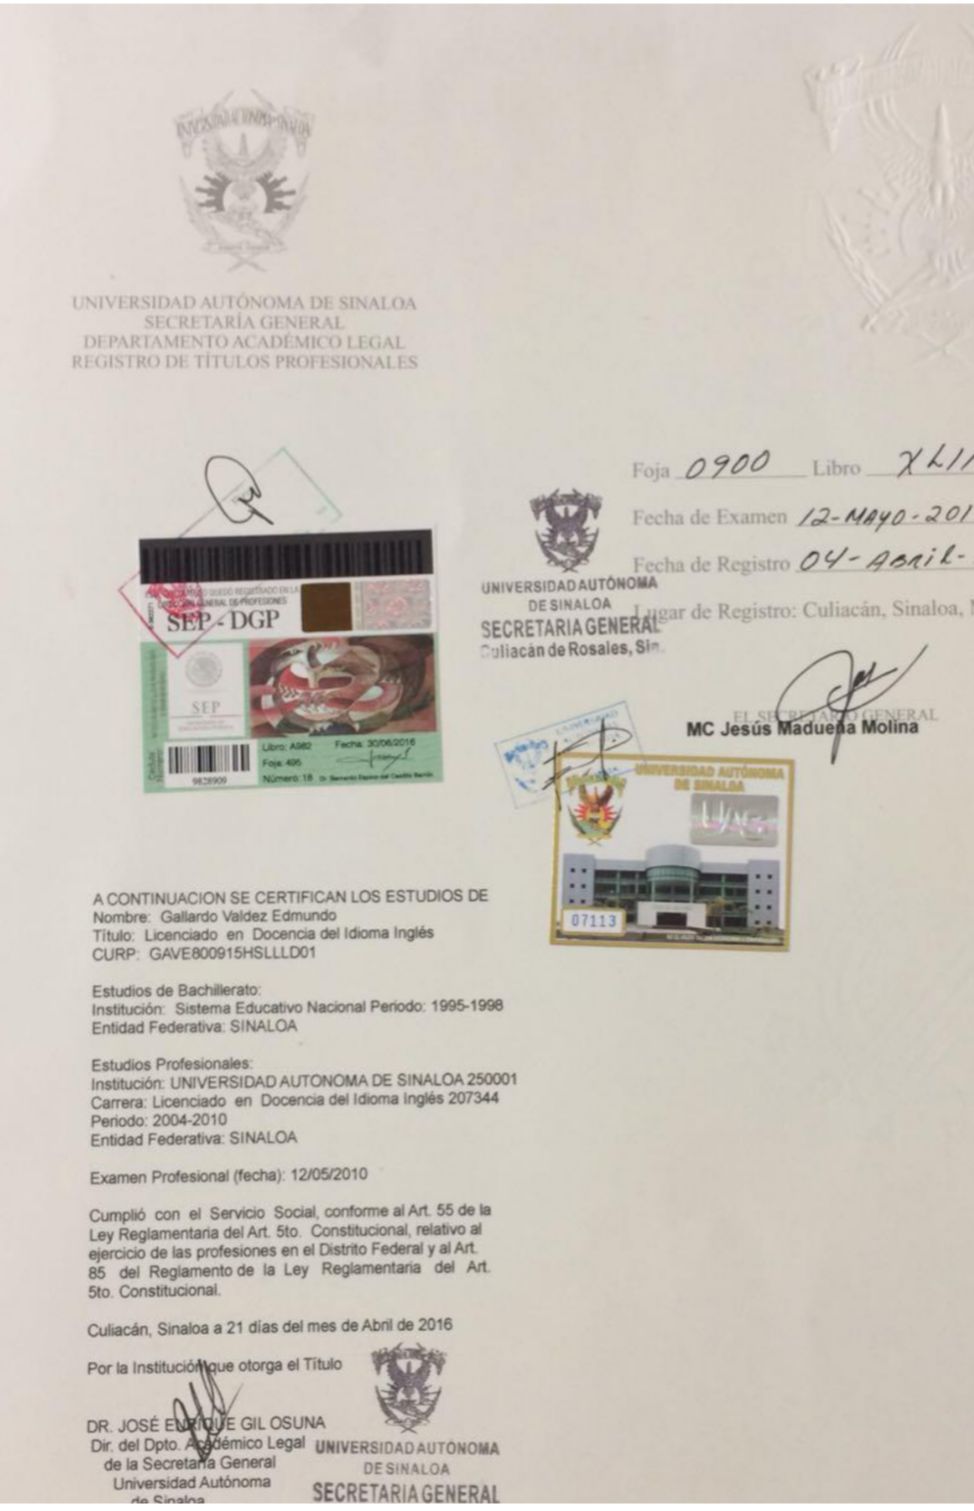 UNIVERSIDAD AUTÓNOMA DE SINALOA
SECRETARÍA GENERAL
DEPARTAMENTO ACADÉMICO LEGAL
REGISTRO DE TÍTULOS PROFESIONALES
Foja 0900 Libro XLII
Fecha de Examen 12-MAYO-201
Fecha de Registro 04-ABRIL-
Lugar de Registro: Culiacán, Sinaloa,
UNIVERSIDAD AUTÓNOMA
DE SINALOA
SECRETARIA GENERAL
Culiacán de Rosales, Sin.
EL SECRETARIO GENERAL
MC Jesús Madueña Molina
QUEDO REGISTRADO EN LA
DIRECCIÓN GENERAL DE PROFESIONES
SEP - DGP
SEP
Libro: A982 Fecha: 30/06/2016
Foja: 495
Número: 18
9828909
UNIVERSIDAD AUTÓNOMA
DE SINALOA
07113
A CONTINUACION SE CERTIFICAN LOS ESTUDIOS DE
Nombre: Gallardo Valdez Edmundo
Título: Licenciado en Docencia del Idioma Inglés
CURP: GAVE800915HSLLLD01
Estudios de Bachillerato:
Institución: Sistema Educativo Nacional Periodo: 1995-1998
Entidad Federativa: SINALOA
Estudios Profesionales:
Institución: UNIVERSIDAD AUTONOMA DE SINALOA 250001
Carrera: Licenciado en Docencia del Idioma Inglés 207344
Periodo: 2004-2010
Entidad Federativa: SINALOA
Examen Profesional (fecha): 12/05/2010
Cumplió con el Servicio Social, conforme al Art. 55 de la
Ley Reglamentaria del Art. 5to. Constitucional, relativo al
ejercicio de las profesiones en el Distrito Federal y al Art.
85 del Reglamento de la Ley Reglamentaria del Art.
5to. Constitucional.
Culiacán, Sinaloa a 21 días del mes de Abril de 2016
Por la Institución que otorga el Título
DR. JOSÉ ENRIQUE GIL OSUNA
Dir. del Dpto. Académico Legal
de la Secretaría General
Universidad Autónoma
de Sinaloa
UNIVERSIDAD AUTÓNOMA
DE SINALOA
SECRETARIA GENERAL